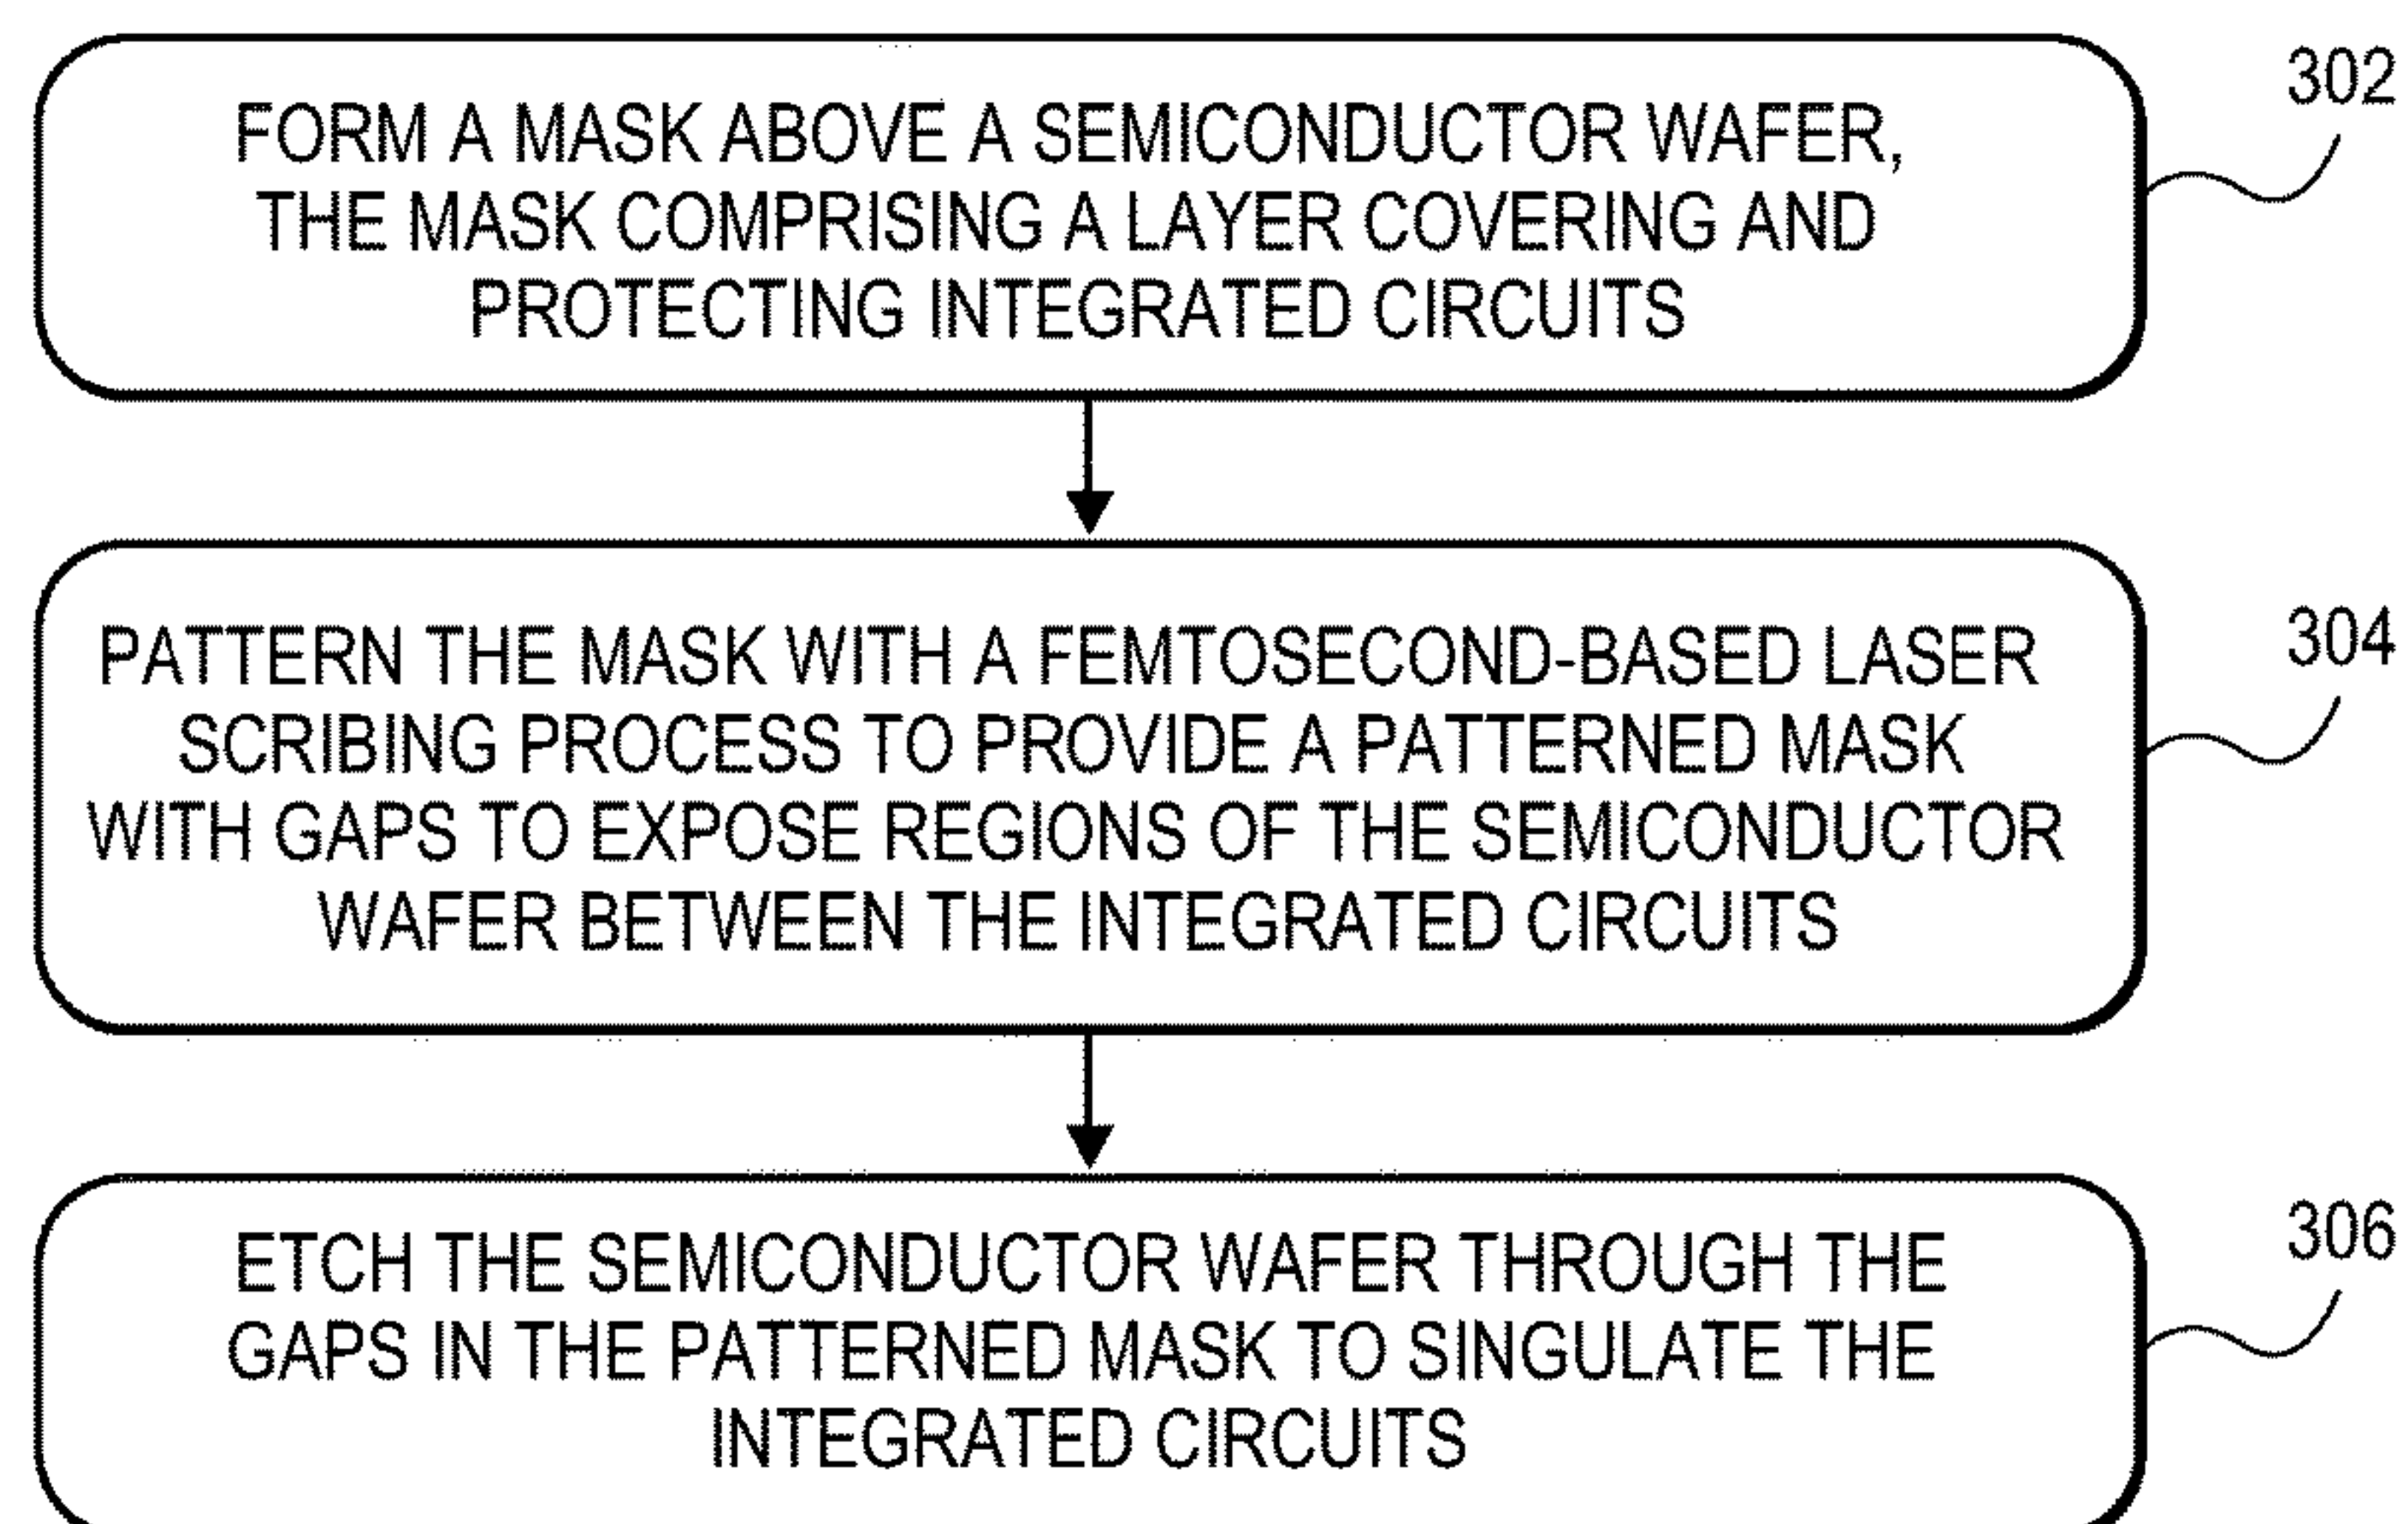 FORM A MASK ABOVE A SEMICONDUCTOR WAFER,
THE MASK COMPRISING A LAYER COVERING AND
PROTECTING INTEGRATED CIRCUITS
302
PATTERN THE MASK WITH A FEMTOSECOND-BASED LASER
SCRIBING PROCESS TO PROVIDE A PATTERNED MASK
WITH GAPS TO EXPOSE REGIONS OF THE SEMICONDUCTOR
WAFER BETWEEN THE INTEGRATED CIRCUITS
304
ETCH THE SEMICONDUCTOR WAFER THROUGH THE
GAPS IN THE PATTERNED MASK TO SINGULATE THE
INTEGRATED CIRCUITS
306